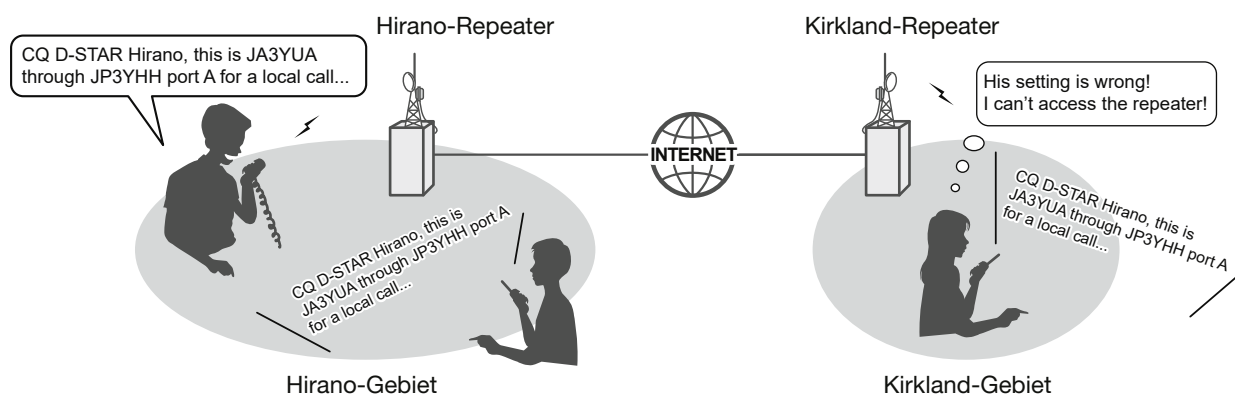 Hirano-Repeater
Kirkland-Repeater
CQ D-STAR Hirano, this is JA3YUA
through JP3YHH port A for a local call...
His setting is wrong!
I can't access the repeater!
INTERNET
CQ D-STAR Hirano, this is
JA3YUA through JP3YHH port A
for a local call...
CQ D-STAR Hirano, this is
JA3YUA through JP3YHH port A
for a local call...
Hirano-Gebiet
Kirkland-Gebiet